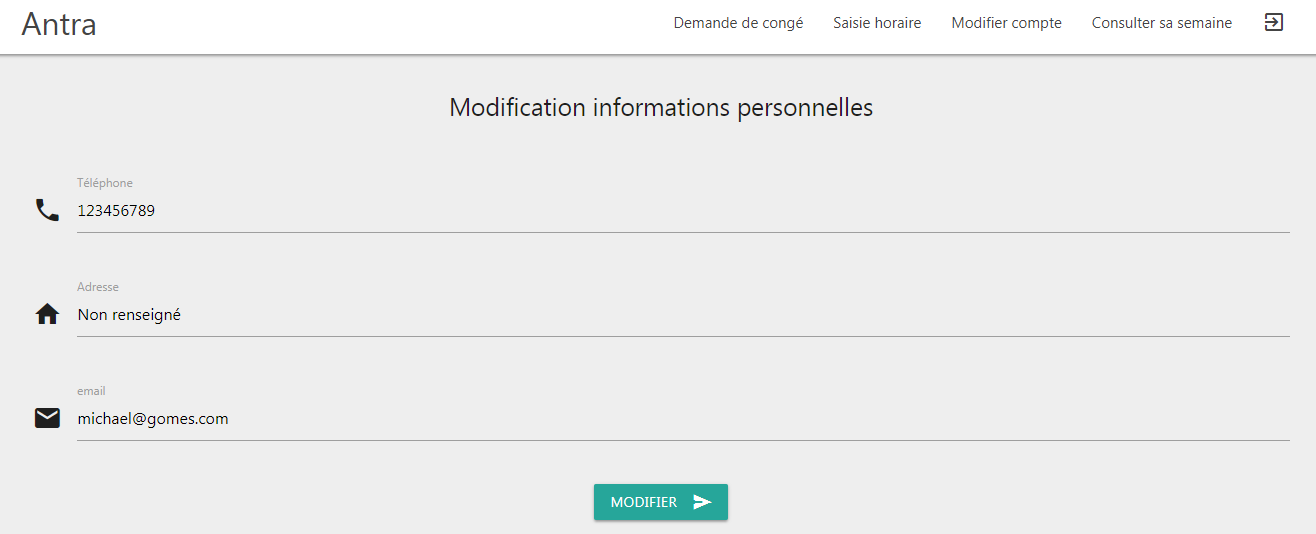 Antra
Demande de congé Saisie horaire Modifier compte Consulter sa semaine
Modification informations personnelles
Téléphone
123456789
Adresse
Non renseigné
email
michael@gomes.com
MODIFIER